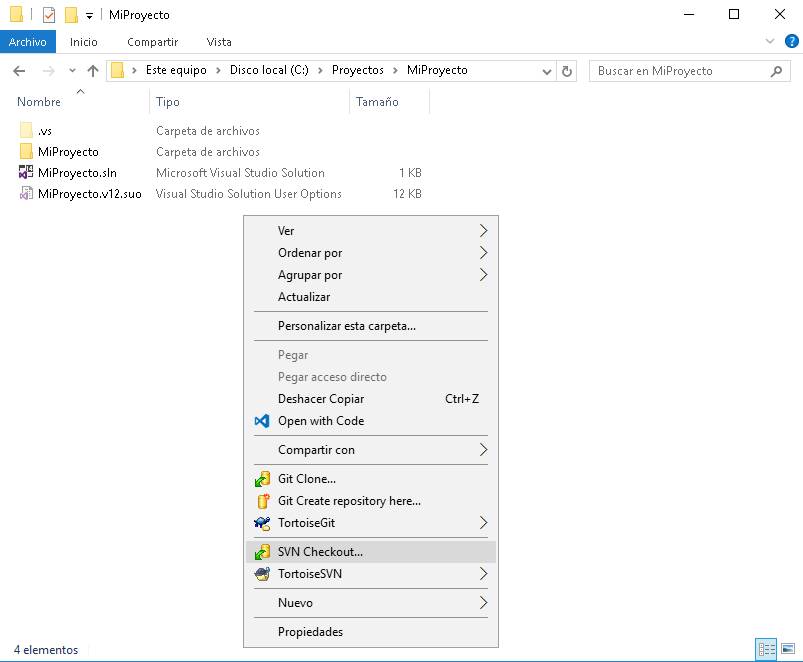 MiProyecto
Archivo Inicio Compartir Vista
Este equipo Disco local (C:) Proyectos MiProyecto Buscar en MiProyecto
Nombre Tipo Tamaño
.vs Carpeta de archivos
MiProyecto Carpeta de archivos
MiProyecto.sln Microsoft Visual Studio Solution 1 KB
MiProyecto.v12.suo Visual Studio Solution User Options 12 KB
Ver
Ordenar por
Agrupar por
Actualizar
Personalizar esta carpeta...
Pegar
Pegar acceso directo
Deshacer Copiar Ctrl+Z
Open with Code
Compartir con
Git Clone...
Git Create repository here...
TortoiseGit
SVN Checkout...
TortoiseSVN
Nuevo
Propiedades
4 elementos